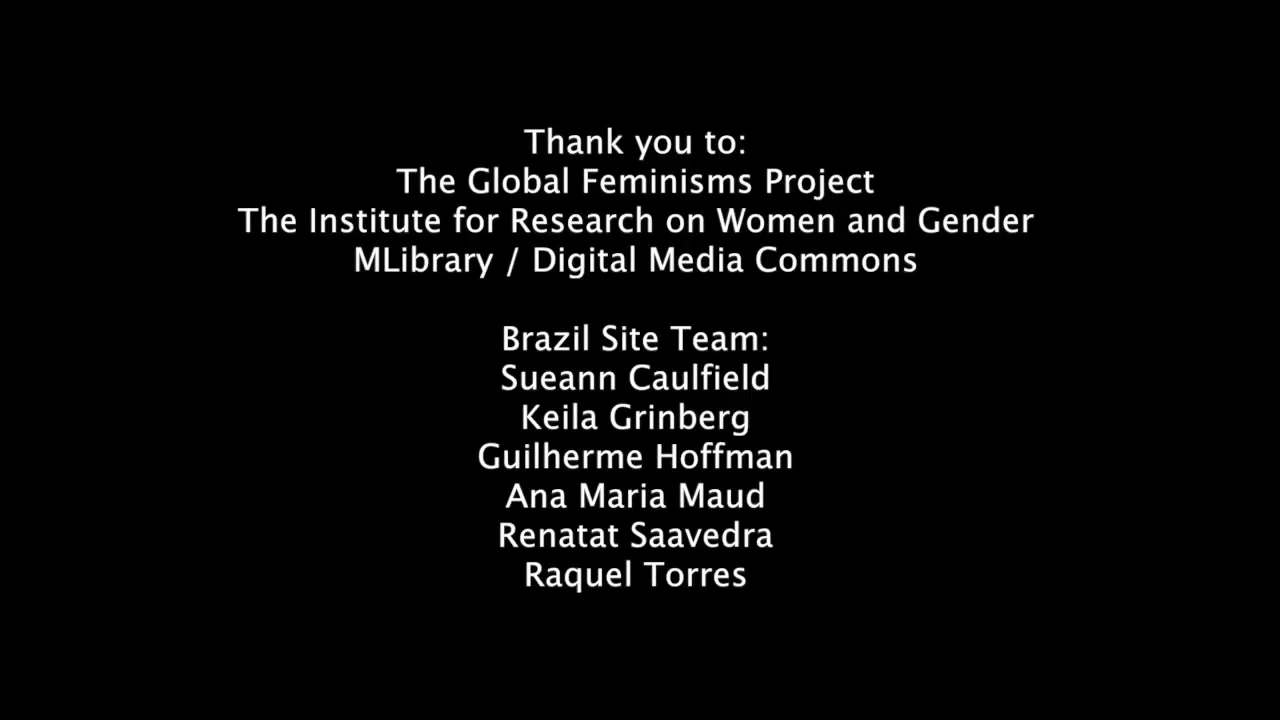 Thank you to:
The Global Feminisms Project
The Institute for Research on Women and Gender
MLibrary / Digital Media Commons
Brazil Site Team:
Sueann Caulfield
Keila Grinberg
Guilherme Hoffman
Ana Maria Maud
Renatat Saavedra
Raquel Torres